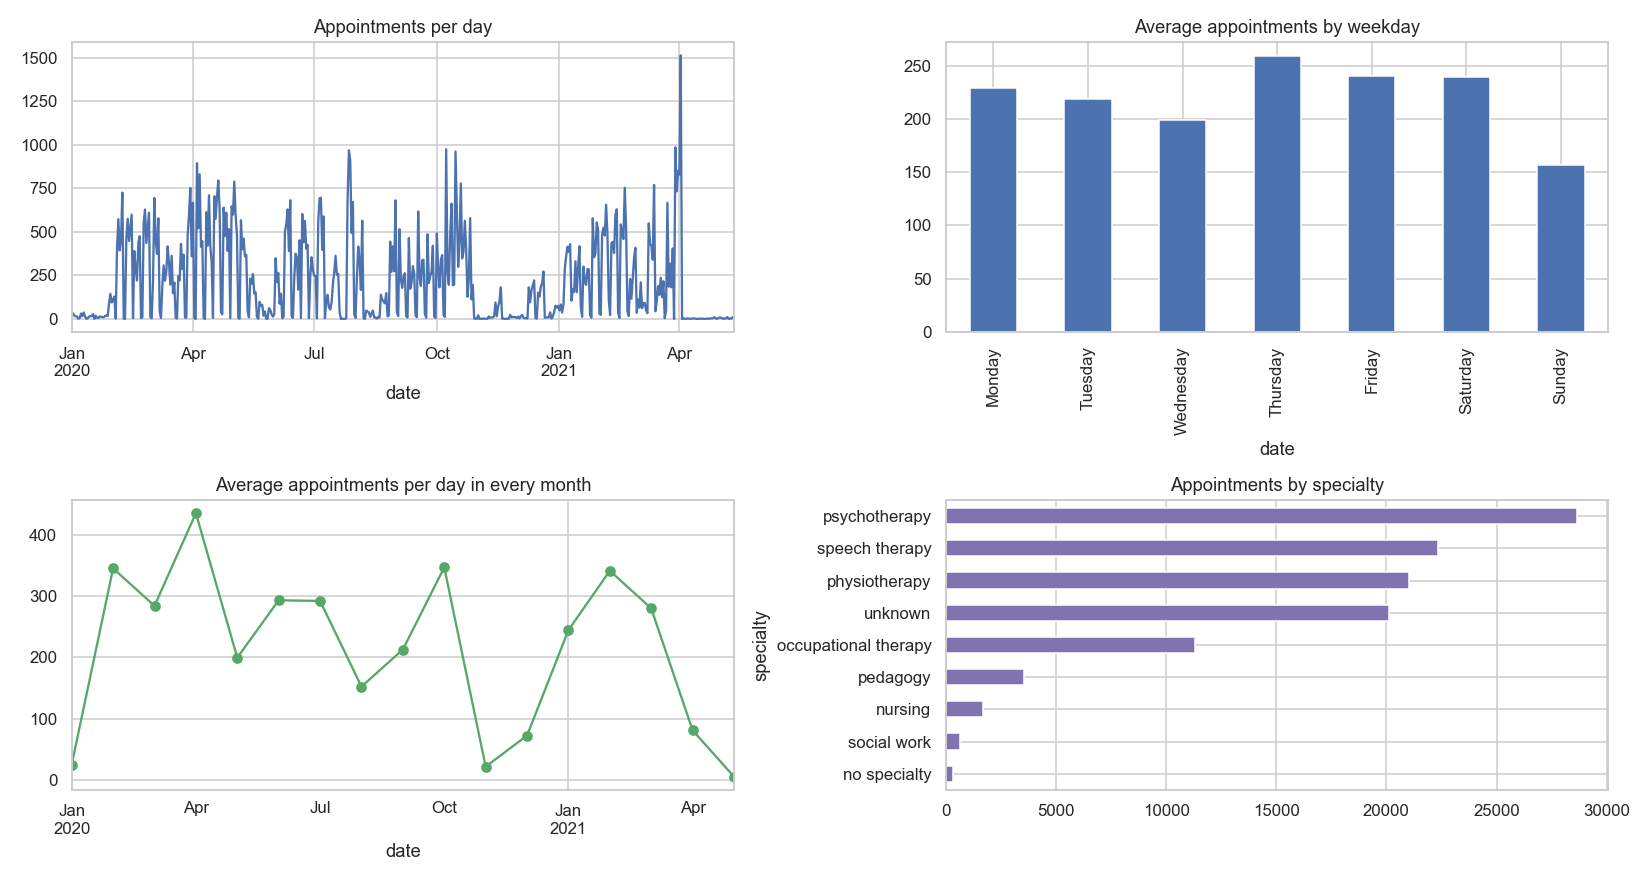 Appointments per day
1500
1250
1000
750
500
250
0
Jan
2020
Apr
Jul
Oct
Jan
2021
Apr
date
Average appointments by weekday
250
200
150
100
50
0
Monday
Tuesday
Wednesday
Thursday
Friday
Saturday
Sunday
date
Average appointments per day in every month
400
300
200
100
0
Jan
2020
Apr
Jul
Oct
Jan
2021
Apr
date
Appointments by specialty
specialty
psychotherapy
speech therapy
physiotherapy
unknown
occupational therapy
pedagogy
nursing
social work
no specialty
0
5000
10000
15000
20000
25000
30000